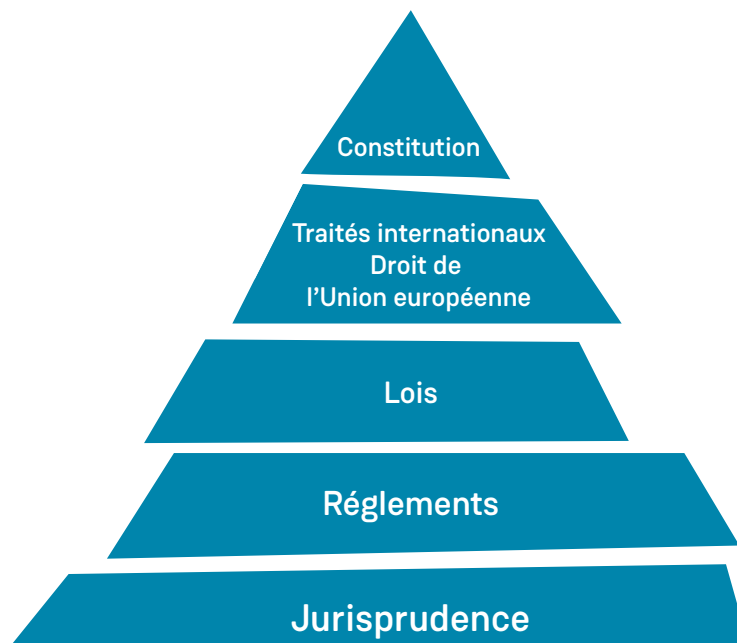 Constitution
Traités internationaux
Droit de
l’Union européenne
Lois
Réglements
Jurisprudence